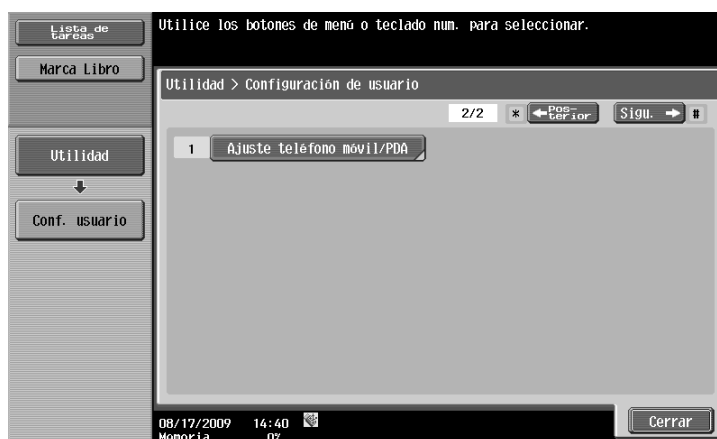 Lista de
tareas
Utilice los botones de menú o teclado num. para seleccionar.
Marca Libro
Utilidad > Configuración de usuario
2/2 * ←Pos-
terior Sigu. → #
Utilidad
1 Ajuste teléfono móvil/PDA
Conf. usuario
08/17/2009 14:40
Memoria 0%
Cerrar